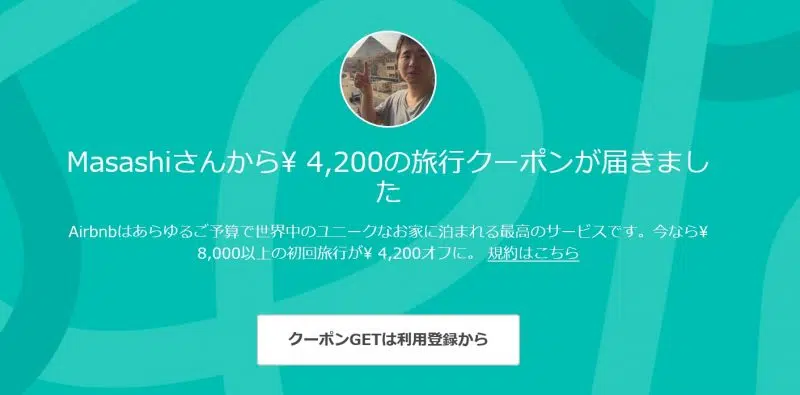 Masashiさんから¥ 4,200の旅行クーポンが届きまし
た
Airbnbはあらゆるご予算で世界中のユニークなお家に泊まれる最高のサービスです。今なら¥
8,000以上の初回旅行が¥ 4,200オフに。 規約はこちら
クーポンGETは利用登録から